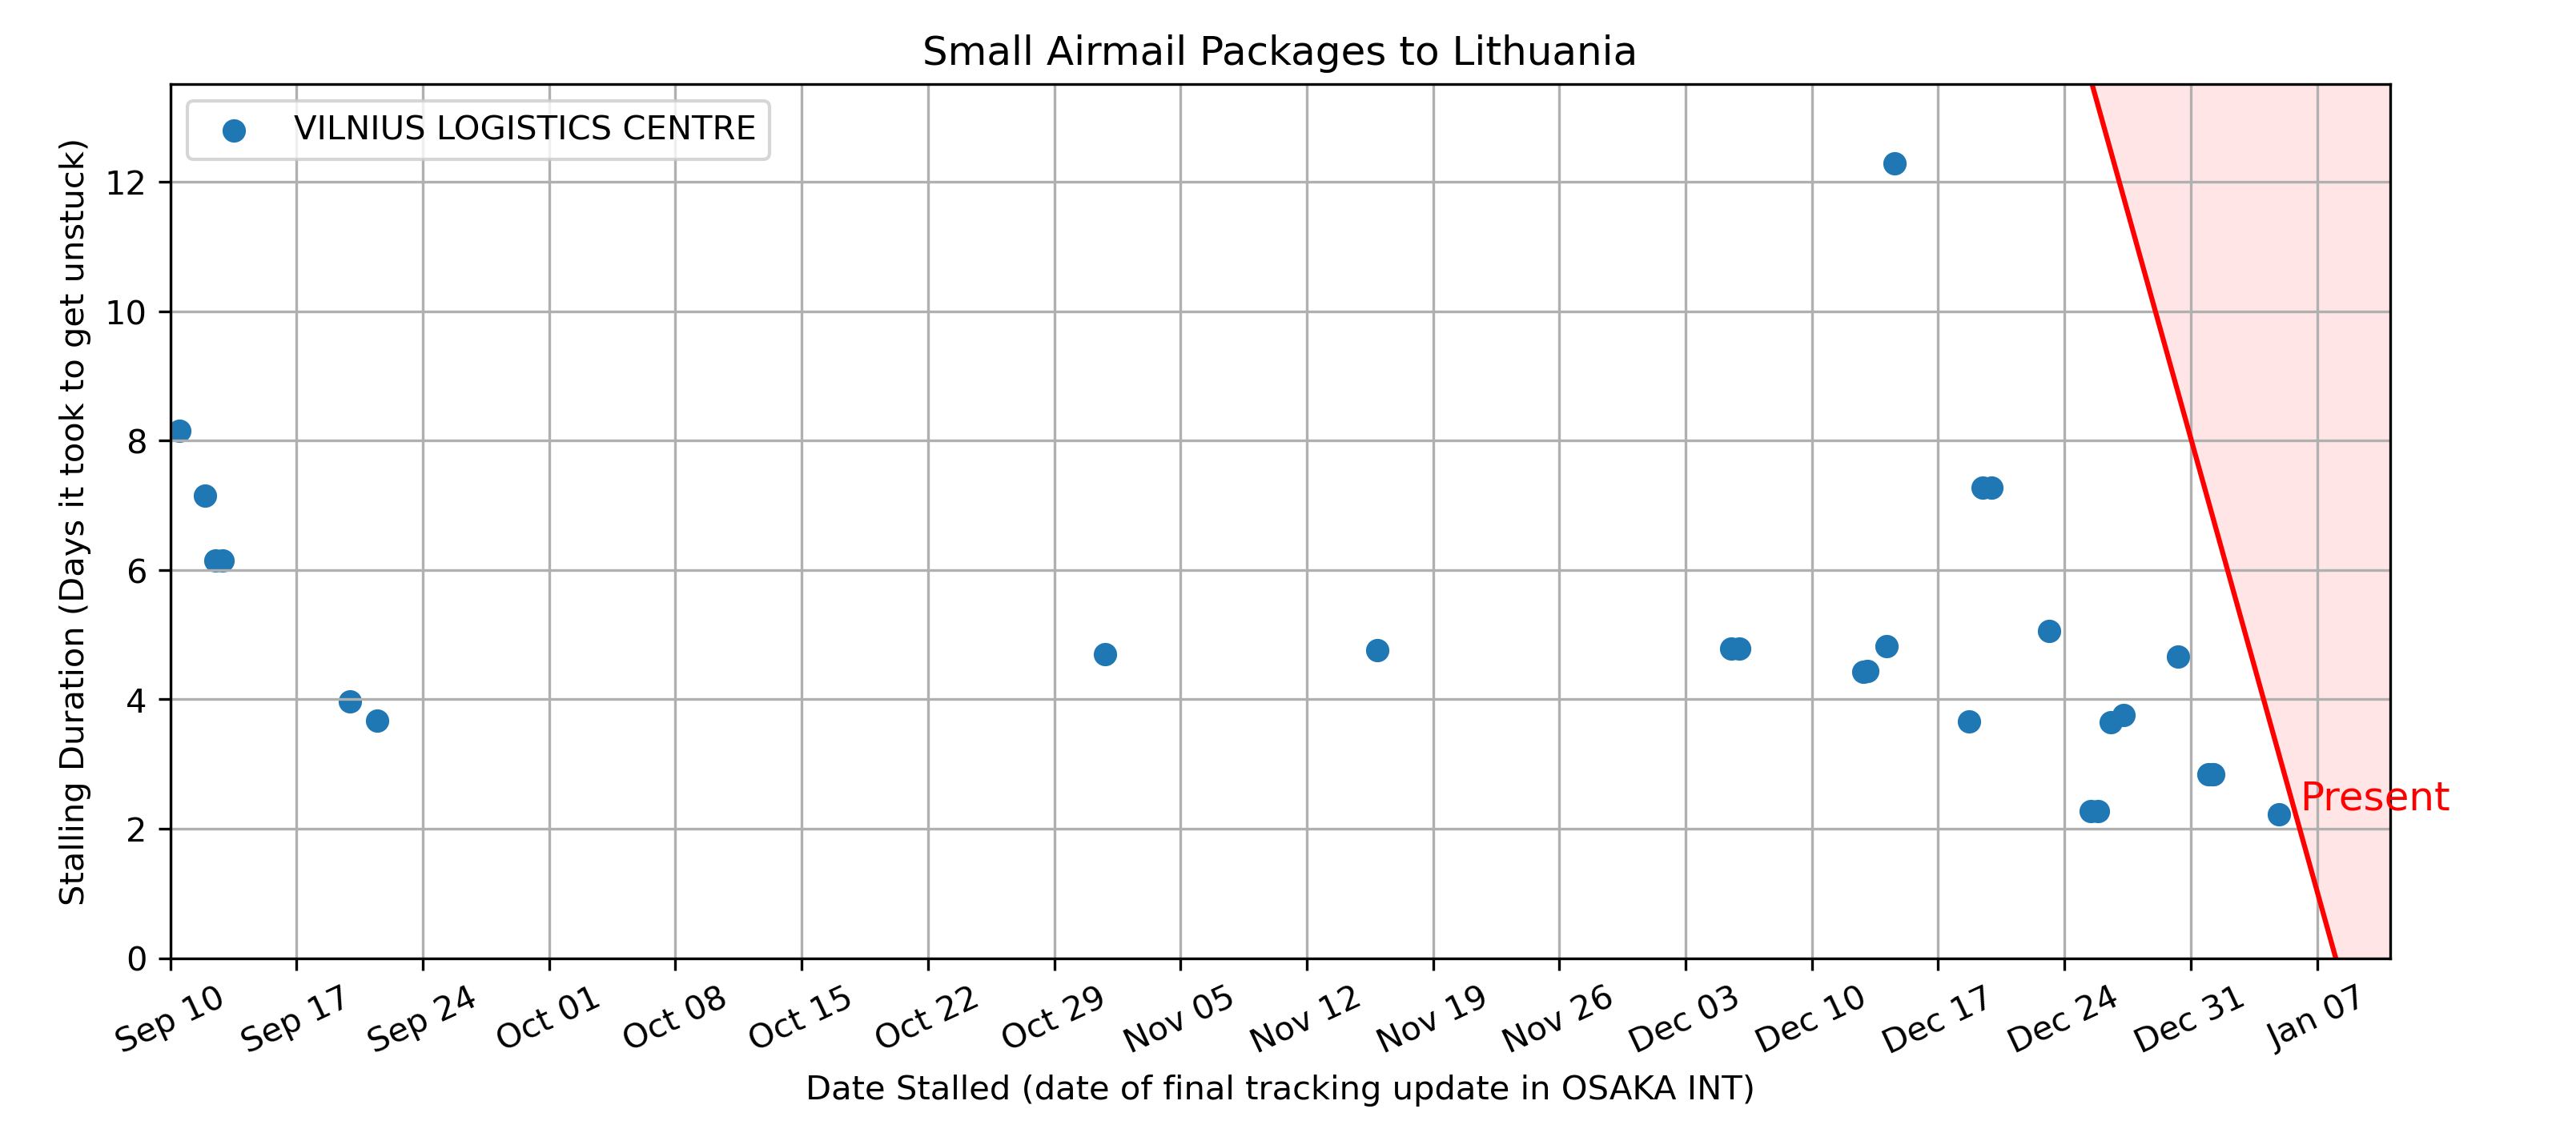 Small Airmail Packages to Lithuania
VILNIUS LOGISTICS CENTRE
Stalling Duration (Days it took to get unstuck)
12
10
8
6
4
2
0
Present
Sep 10
Sep 17
Sep 24
Oct 01
Oct 08
Oct 15
Oct 22
Oct 29
Nov 05
Nov 12
Nov 19
Nov 26
Dec 03
Dec 10
Dec 17
Dec 24
Dec 31
Jan 07
Date Stalled (date of final tracking update in OSAKA INT)